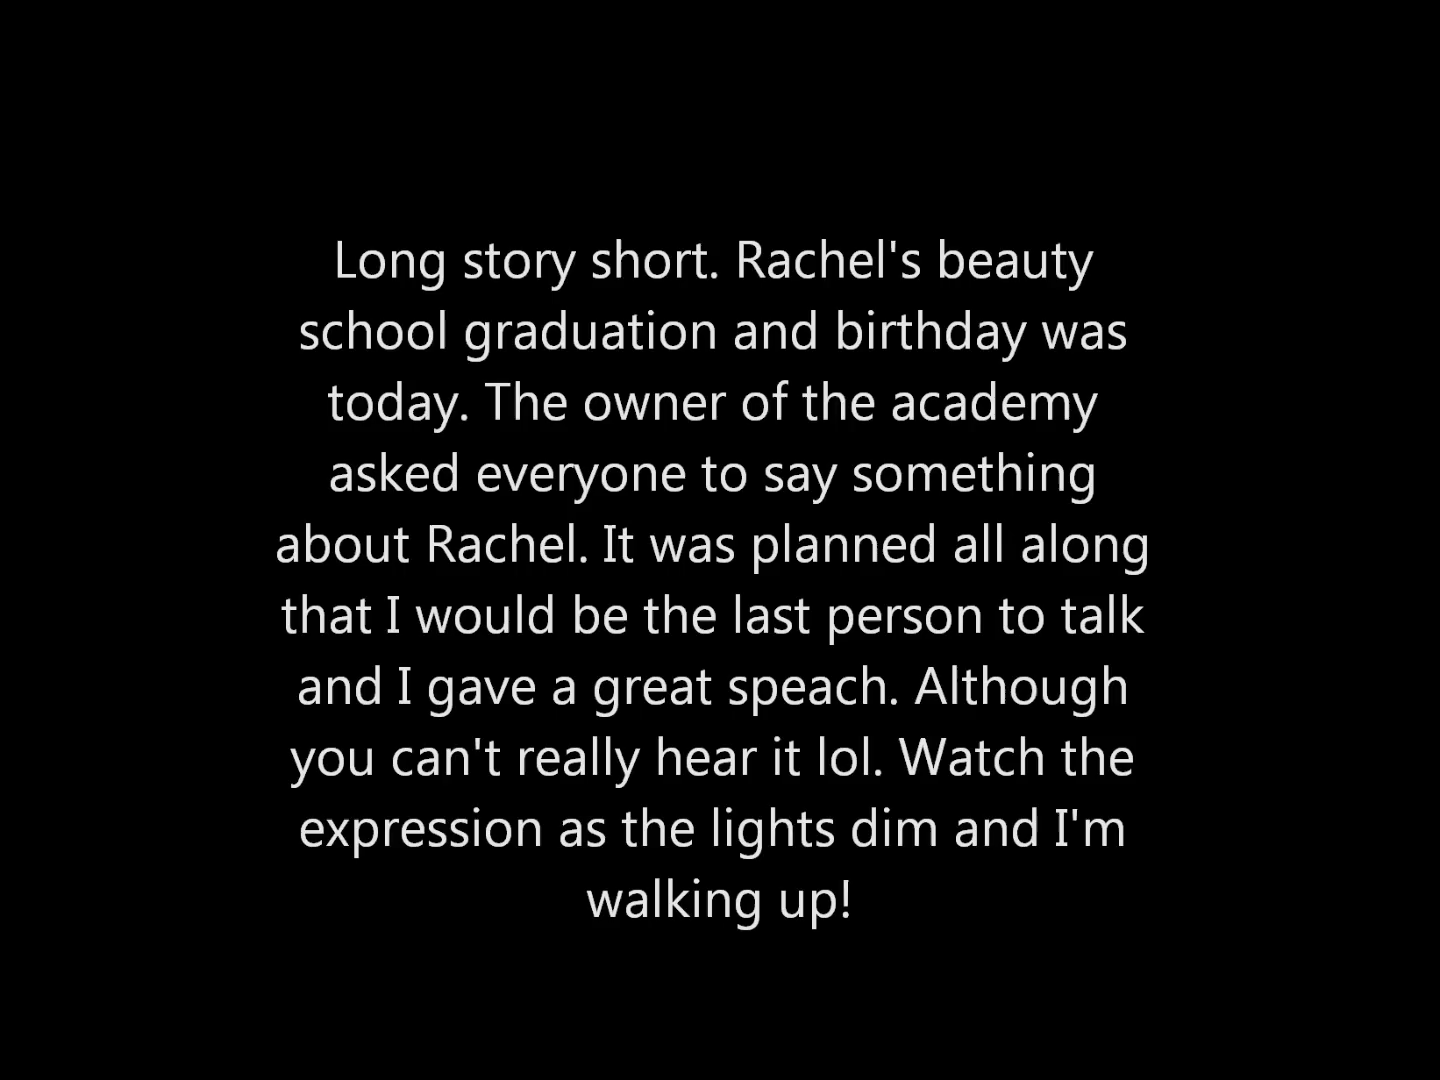 Long story short. Rachel's beauty
school graduation and birthday was
today. The owner of the academy
asked everyone to say something
about Rachel. It was planned all along
that I would be the last person to talk
and I gave a great speach. Although
you can't really hear it lol. Watch the
expression as the lights dim and I'm
walking up!